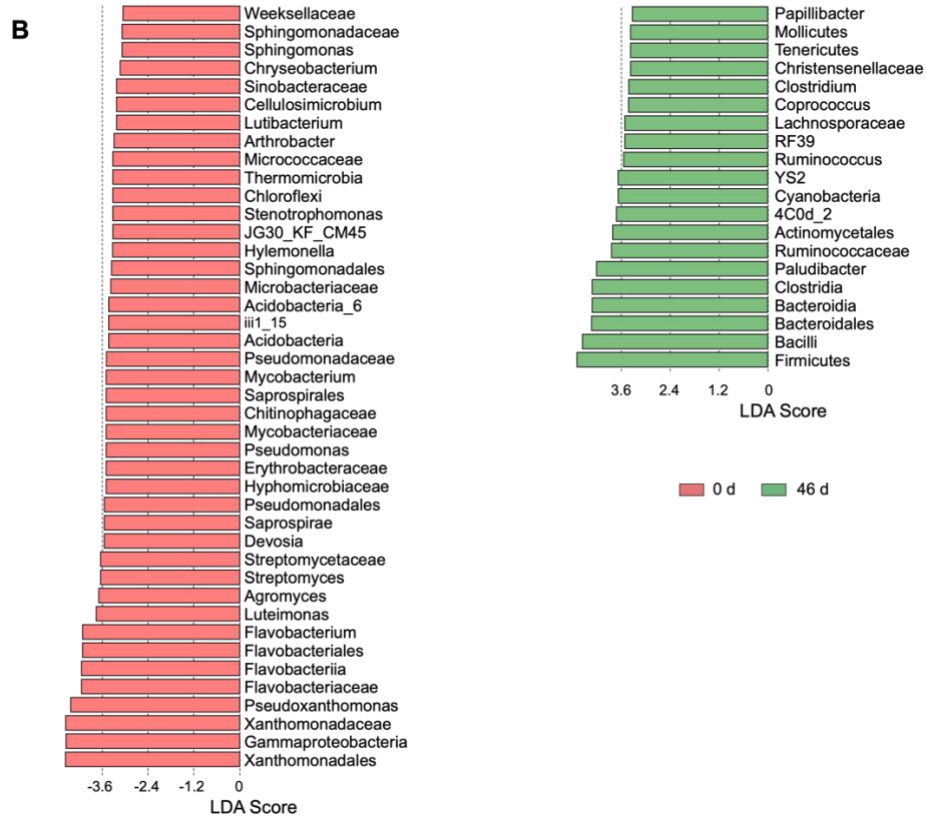 B
Weeksellaceae
Sphingomonadaceae
Sphingomonas
Chryseobacterium
Sinobacteraceae
Cellulosimicrobium
Lutibacterium
Arthrobacter
Micrococcaceae
Thermomicrobia
Chloroflexi
Stenotrophomonas
JG30_KF_CM45
Hylemonella
Sphingomonadales
Microbacteriaceae
Acidobacteria_6
iii1_15
Acidobacteria
Pseudomonadaceae
Mycobacterium
Saprospirales
Chitinophagaceae
Mycobacteriaceae
Pseudomonas
Erythrobacteraceae
Hyphomicrobiaceae
Pseudomonadales
Saprospirae
Devosia
Streptomycetaceae
Streptomyces
Agromyces
Luteimonas
Flavobacterium
Flavobacteriales
Flavobacteriia
Flavobacteriaceae
Pseudoxanthomonas
Xanthomonadaceae
Gammaproteobacteria
Xanthomonadales
-3.6 -2.4 -1.2 0
LDA Score
Papillibacter
Mollicutes
Tenericutes
Christensenellaceae
Clostridium
Coprococcus
Lachnosporaceae
RF39
Ruminococcus
YS2
Cyanobacteria
4C0d_2
Actinomycetales
Ruminococcaceae
Paludibacter
Clostridia
Bacteroidia
Bacteroidales
Bacilli
Firmicutes
3.6 2.4 1.2 0
LDA Score
0 d 46 d